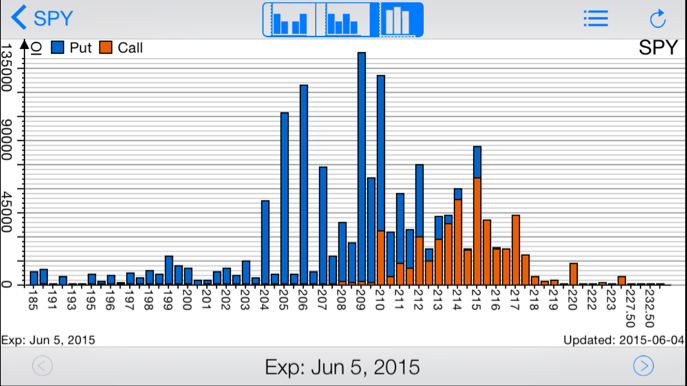 SPY
OI Put Call SPY
135000
90000
45000
0
185 191 193 195 196 197 198 199 200 201 202 203 204 205 206 207 208 209 210 211 212 213 214 215 216 217 218 219 220 222 223 227.50 232.50
Exp: Jun 5, 2015 Updated: 2015-06-04
Exp: Jun 5, 2015